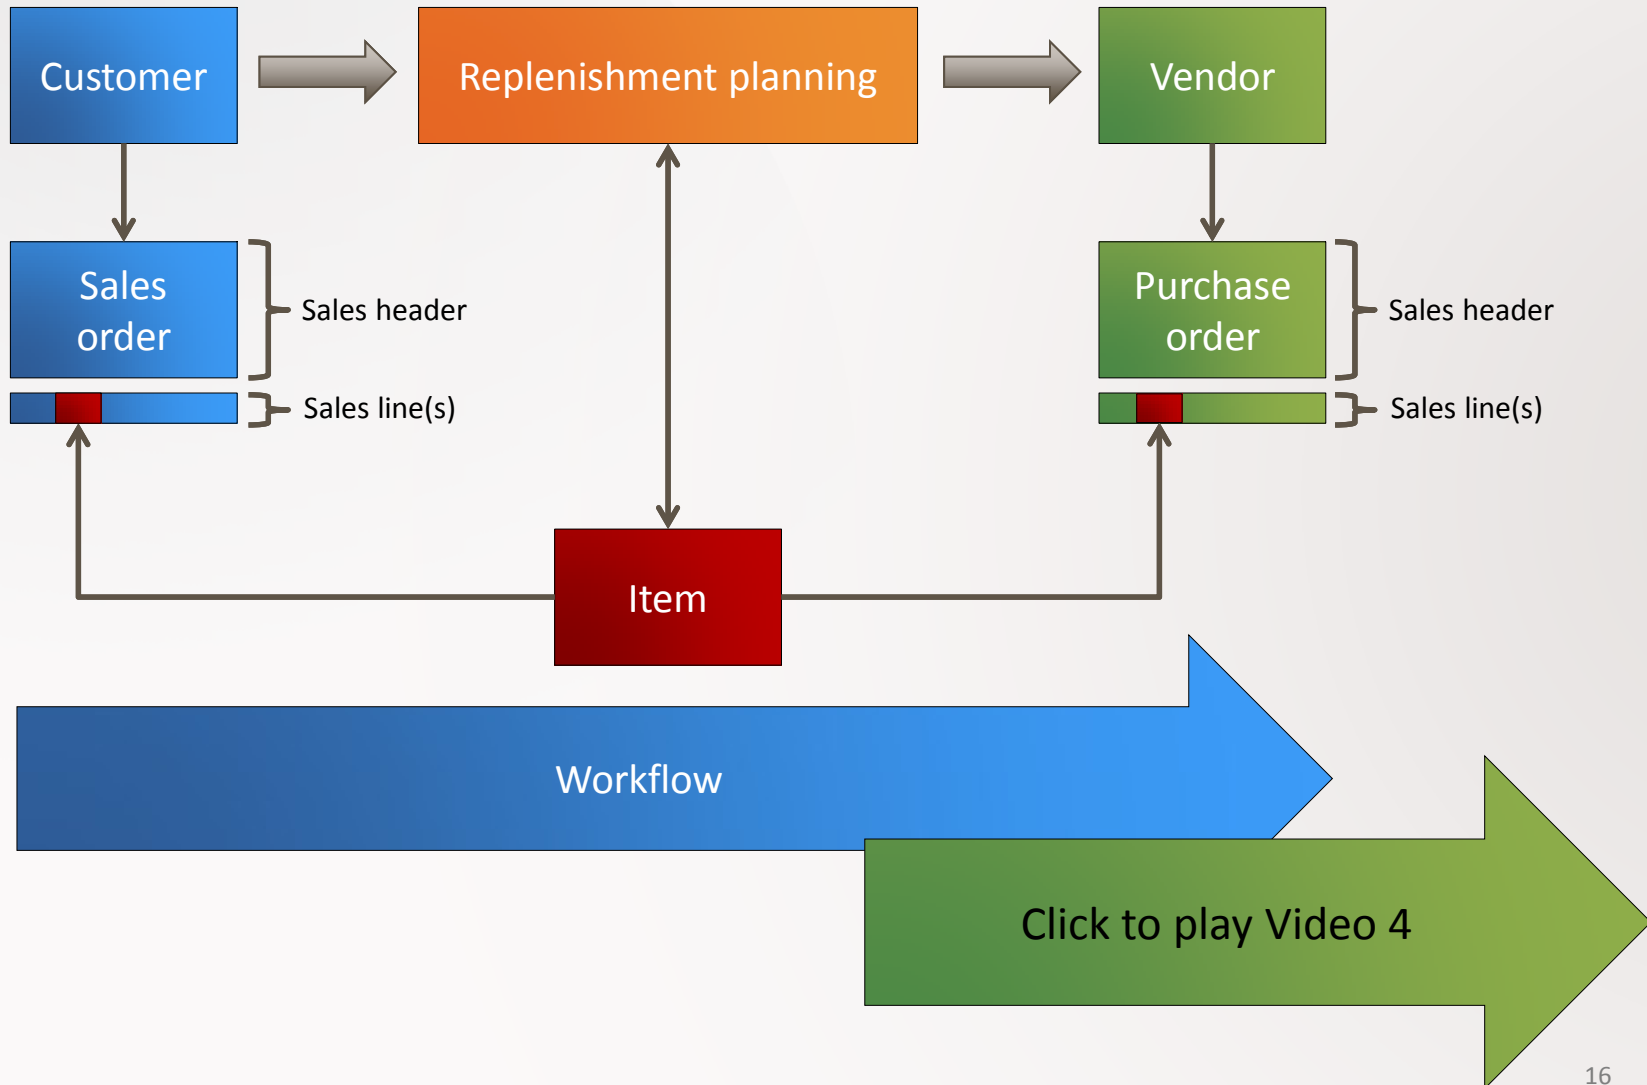 Customer
Replenishment planning
Vendor
Sales
order
Sales header
Purchase
order
Sales header
Sales line(s)
Sales line(s)
Item
Workflow
Click to play Video 4
16